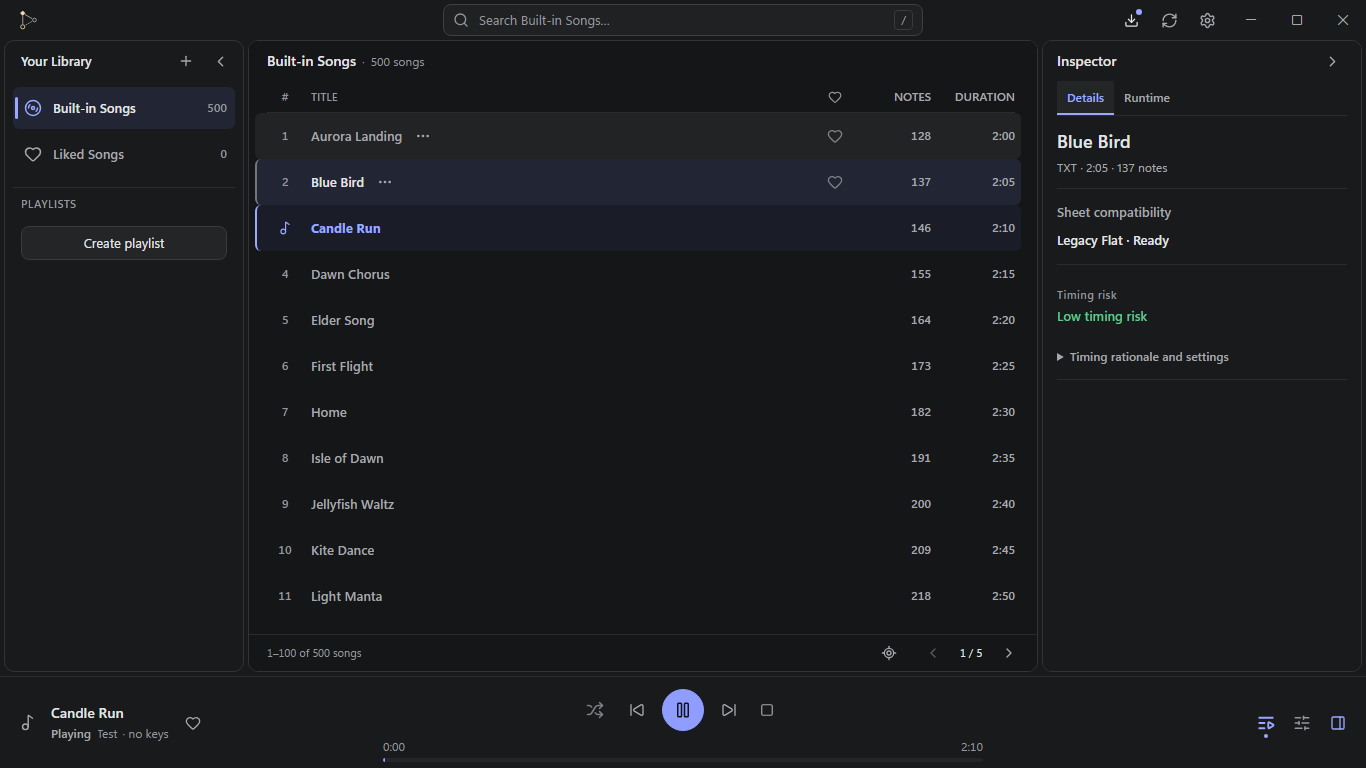 Search Built-in Songs... /
Your Library
Built-in Songs 500
Liked Songs 0
PLAYLISTS
Create playlist
Built-in Songs · 500 songs
# TITLE NOTES DURATION
1 Aurora Landing ··· 128 2:00
2 Blue Bird ··· 137 2:05
Candle Run 146 2:10
4 Dawn Chorus 155 2:15
5 Elder Song 164 2:20
6 First Flight 173 2:25
7 Home 182 2:30
8 Isle of Dawn 191 2:35
9 Jellyfish Waltz 200 2:40
10 Kite Dance 209 2:45
11 Light Manta 218 2:50
1–100 of 500 songs 1 / 5
Inspector
Details Runtime
Blue Bird
TXT · 2:05 · 137 notes
Sheet compatibility
Legacy Flat · Ready
Timing risk
Low timing risk
Timing rationale and settings
Candle Run
Playing Test · no keys
0:00 2:10